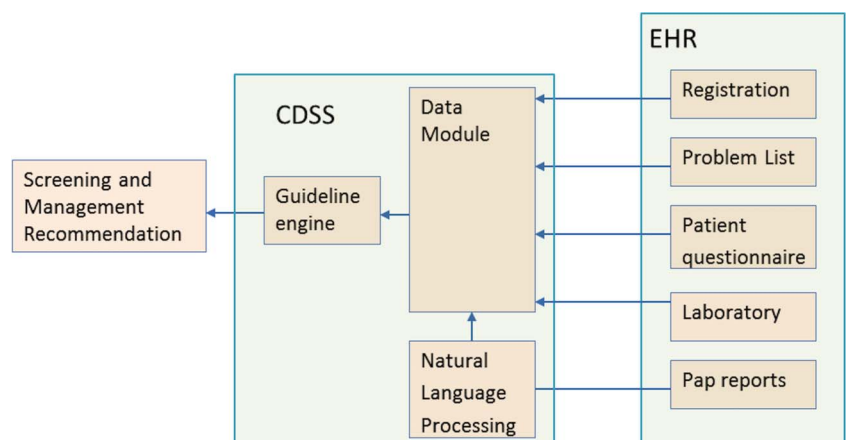 EHR
Registration
Problem List
Patient
questionnaire
Laboratory
Pap reports
CDSS
Data
Module
Natural
Language
Processing
Guideline
engine
Screening and
Management
Recommendation